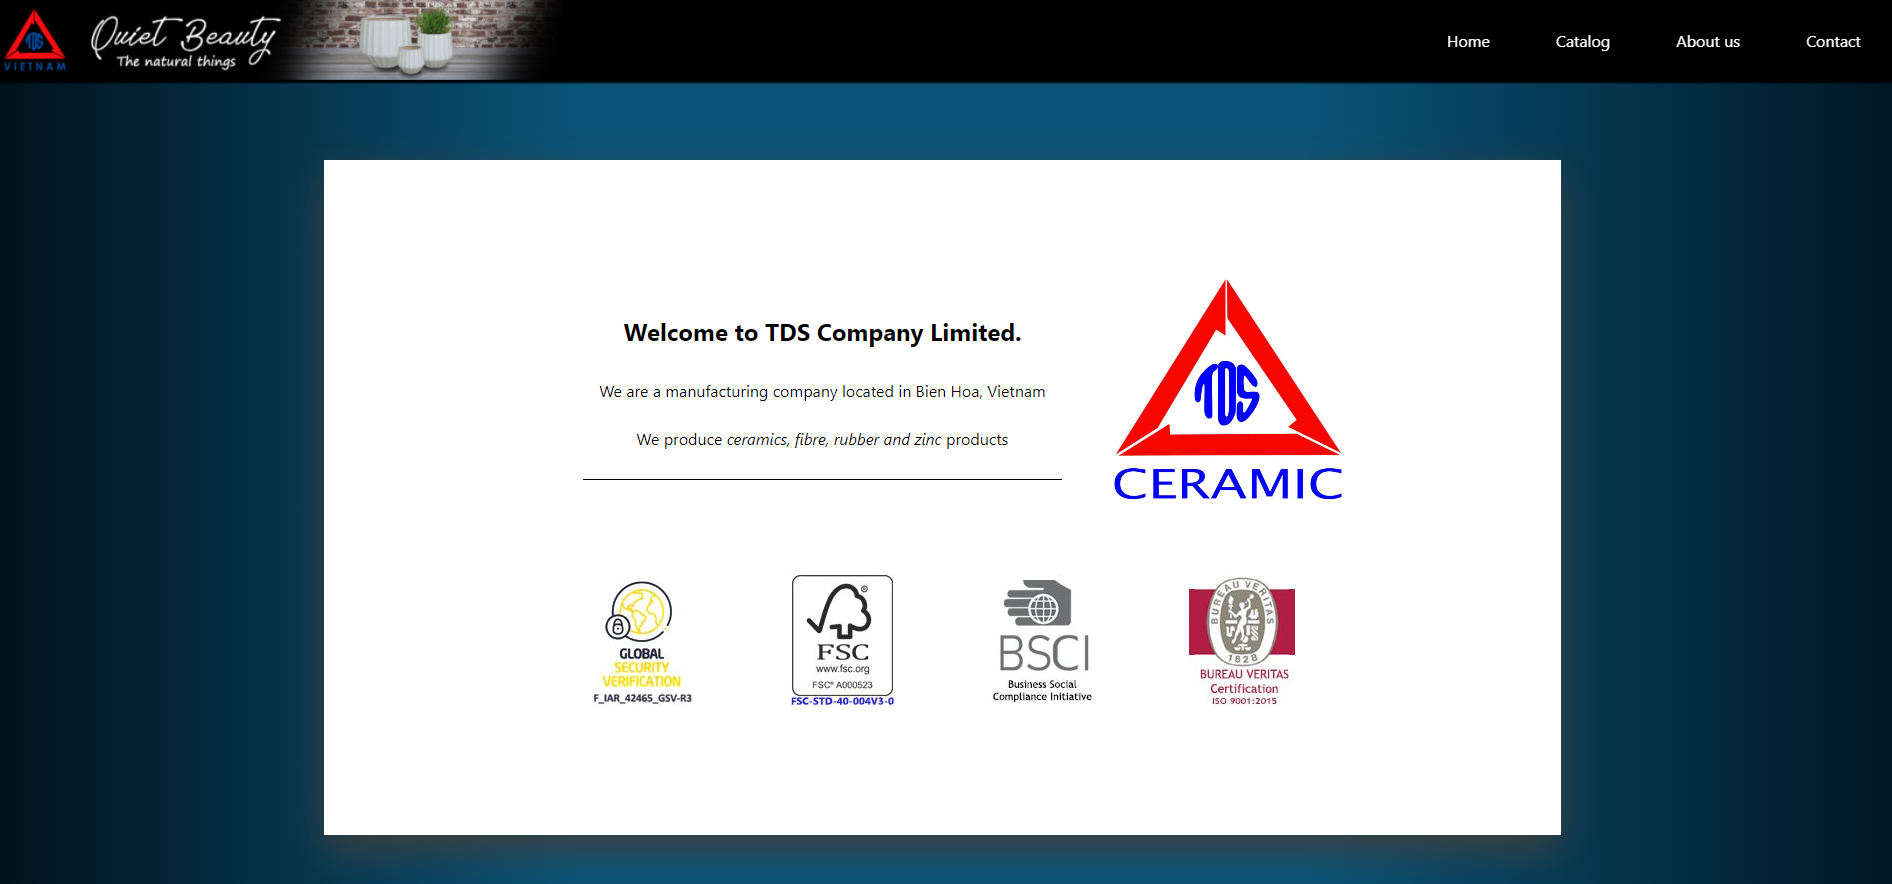 TDS
VIETNAM
Quiet Beauty
The natural things
Home
Catalog
About us
Contact
Welcome to TDS Company Limited.
We are a manufacturing company located in Bien Hoa, Vietnam
We produce ceramics, fibre, rubber and zinc products
TDS
CERAMIC
GLOBAL
SECURITY
VERIFICATION
F_IAR_42465_GSV-R3
FSC
www.fsc.org
FSC® A000523
FSC-STD-40-004V3-0
BSCI
Business Social
Compliance Initiative
BUREAU VERITAS
1828
BUREAU VERITAS
Certification
ISO 9001:2015